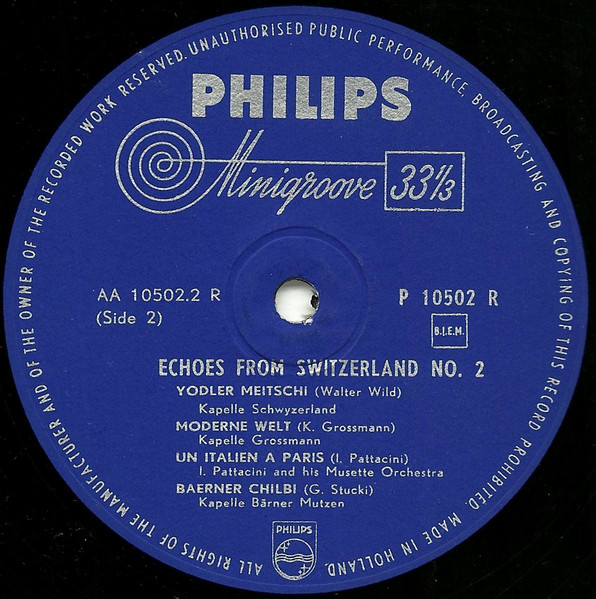 ALL RIGHTS OF THE MANUFACTURER AND OF THE OWNER OF THE RECORDED WORK RESERVED. UNAUTHORISED PUBLIC PERFORMANCE, BROADCASTING AND COPYING OF THIS RECORD PROHIBITED. MADE IN HOLLAND.
PHILIPS
Minigroove 33⅓
AA 10502.2 R
(Side 2)
P 10502 R
B.I.E.M.
ECHOES FROM SWITZERLAND NO. 2
YODLER MEITSCHI (Walter Wild)
Kapelle Schwyzerland
MODERNE WELT (K. Grossmann)
Kapelle Grossmann
UN ITALIEN A PARIS (I. Pattacini)
I. Pattacini and his Musette Orchestra
BAERNER CHILBI (G. Stucki)
Kapelle Bärner Mutzen
PHILIPS